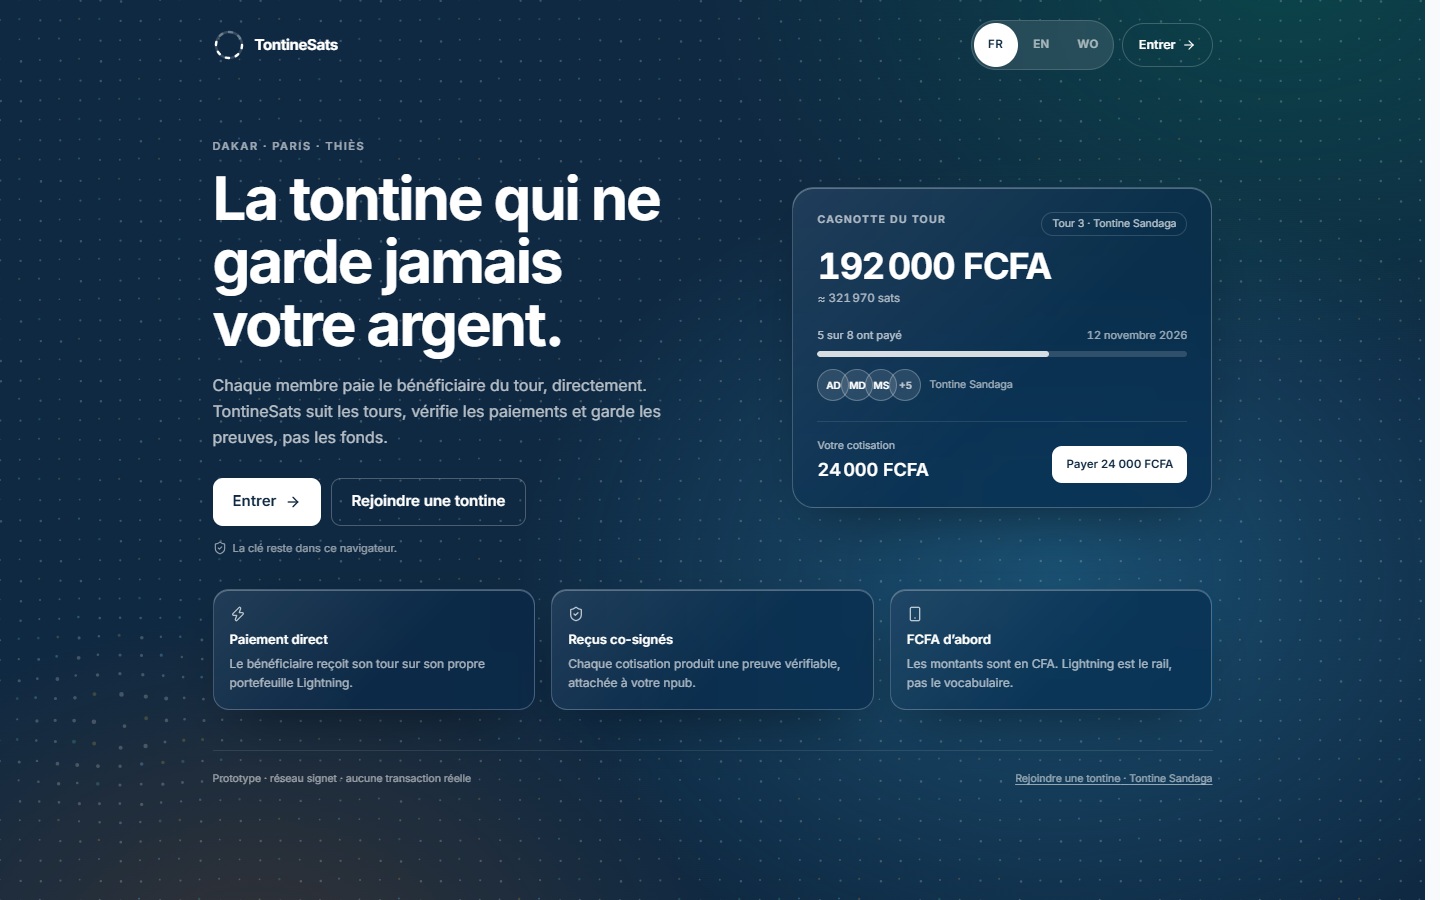 TontineSats
FR EN WO Entrer
DAKAR · PARIS · THIÈS
La tontine qui ne
garde jamais
votre argent.
Chaque membre paie le bénéficiaire du tour, directement.
TontineSats suit les tours, vérifie les paiements et garde les
preuves, pas les fonds.
Entrer
Rejoindre une tontine
La clé reste dans ce navigateur.
CAGNOTTE DU TOUR
Tour 3 · Tontine Sandaga
192 000 FCFA
≈ 321 970 sats
5 sur 8 ont payé
12 novembre 2026
AD MD MS +5 Tontine Sandaga
Votre cotisation
24 000 FCFA
Payer 24 000 FCFA
Paiement direct
Le bénéficiaire reçoit son tour sur son propre
portefeuille Lightning.
Reçus co-signés
Chaque cotisation produit une preuve vérifiable,
attachée à votre npub.
FCFA d’abord
Les montants sont en CFA. Lightning est le rail,
pas le vocabulaire.
Prototype · réseau signet · aucune transaction réelle
Rejoindre une tontine · Tontine Sandaga